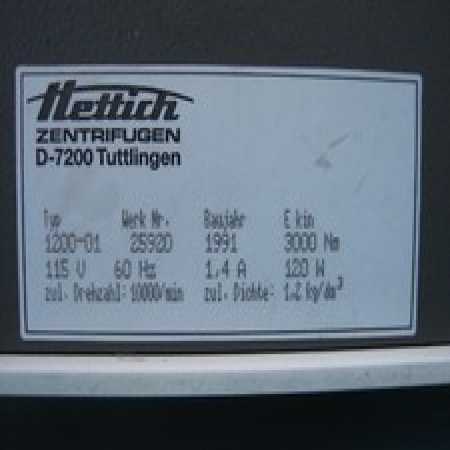 Hettich
ZENTRIFUGEN
D-7200 Tuttlingen
Typ Werk Nr. Baujahr E kin
1200-01 25920 1991 3000 Nm
115 V 60 Hz 1.4 A 120 W
zul. Drehzahl: 10000/min zul. Dichte: 1.2 kg/dm³